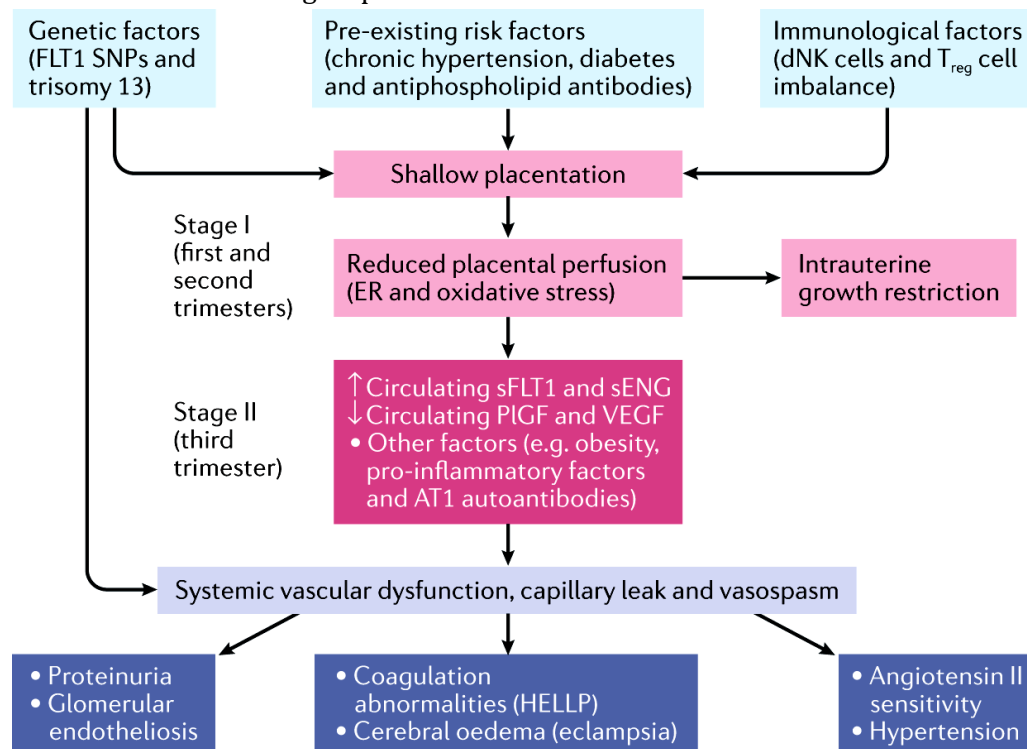 Genetic factors
(FLT1 SNPs and
trisomy 13)
Pre-existing risk factors
(chronic hypertension, diabetes
and antiphospholipid antibodies)
Immunological factors
(dNK cells and Treg cell
imbalance)
Shallow placentation
Stage I
(first and
second
trimesters)
Reduced placental perfusion
(ER and oxidative stress)
Intrauterine
growth restriction
Stage II
(third
trimester)
↑ Circulating sFLT1 and sENG
↓ Circulating PlGF and VEGF
• Other factors (e.g. obesity,
pro-inflammatory factors
and AT1 autoantibodies)
Systemic vascular dysfunction, capillary leak and vasospasm
• Proteinuria
• Glomerular
endotheliosis
• Coagulation
abnormalities (HELLP)
• Cerebral oedema (eclampsia)
• Angiotensin II
sensitivity
• Hypertension